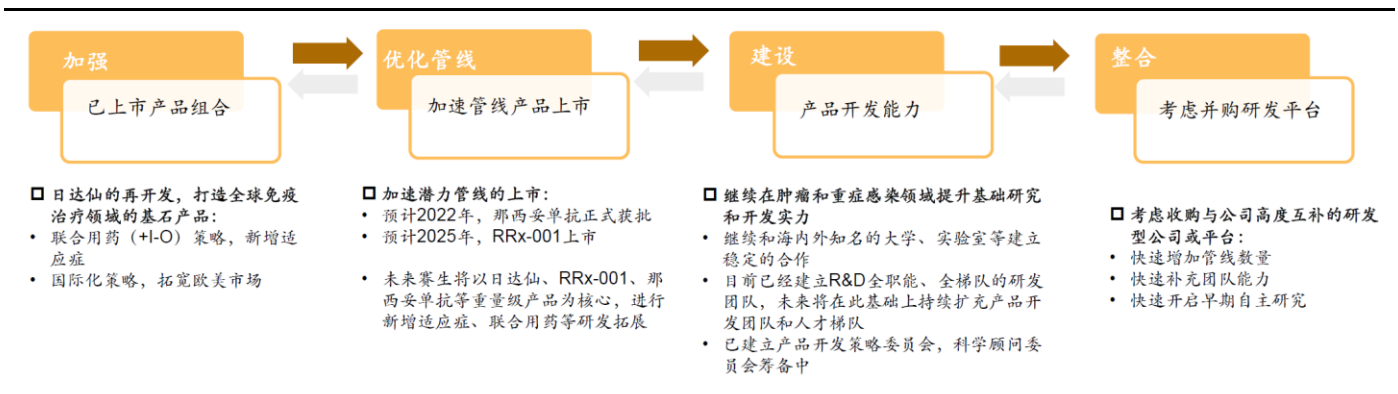 加强
已上市产品组合
优化管线
加速管线产品上市
建设
产品开发能力
整合
考虑并购研发平台
日达仙的再开发，打造全球免疫
治疗领域的基石产品：
• 联合用药（+I-O）策略，新增适
应症
• 国际化策略，拓宽欧美市场
加速潜力管线的上市：
• 预计2022年，那西妥单抗正式获批
• 预计2025年，RRx-001上市
• 未来赛生将以日达仙、RRx-001、那
西妥单抗等重量级产品为核心，进行
新增适应症、联合用药等研发拓展
继续在肿瘤和重症感染领域提升基础研究
和开发实力
• 继续和海内外知名的大学、实验室等建立
稳定的合作
• 目前已经建立R&D全职能、全梯队的研发
团队，未来将在此基础上持续扩充产品开
发团队和人才梯队
• 已建立产品开发策略委员会，科学顾问委
员会筹备中
考虑收购与公司高度互补的研发
型公司或平台：
• 快速增加管线数量
• 快速补充团队能力
• 快速开启早期自主研究